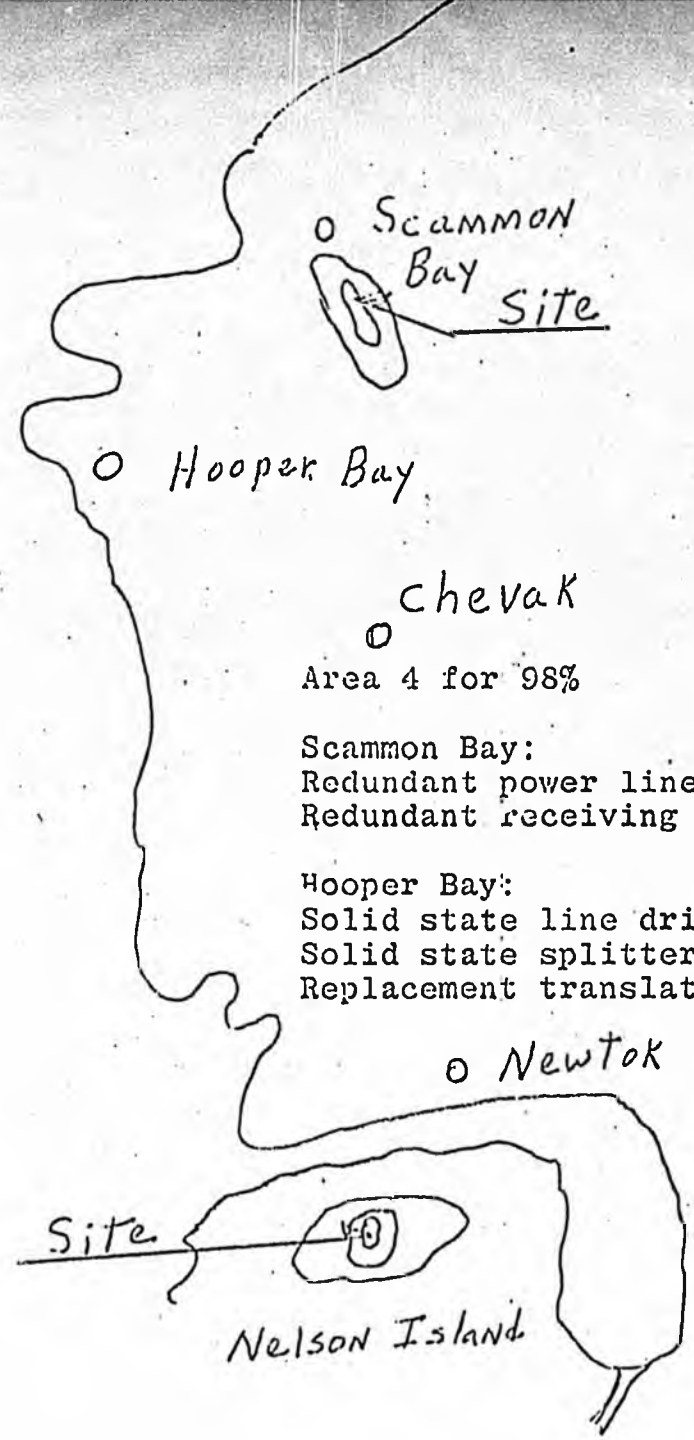 Scammon
Bay
Site
Hooper Bay
Chevak
Area 4 for 98%
Scammon Bay:
Redundant power line
Redundant receiving
Hooper Bay:
Solid state line dri
Solid state splitter
Replacement translat
Newtok
Site
Nelson Island